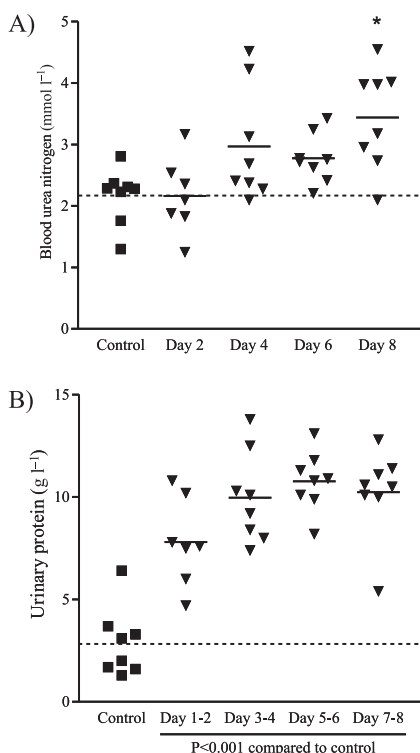 A)
Blood urea nitrogen (mmol l⁻¹)
5
4
3
2
1
0
*
Control Day 2 Day 4 Day 6 Day 8
B)
Urinary protein (g l⁻¹)
15
10
5
0
Control Day 1-2 Day 3-4 Day 5-6 Day 7-8
P<0.001 compared to control